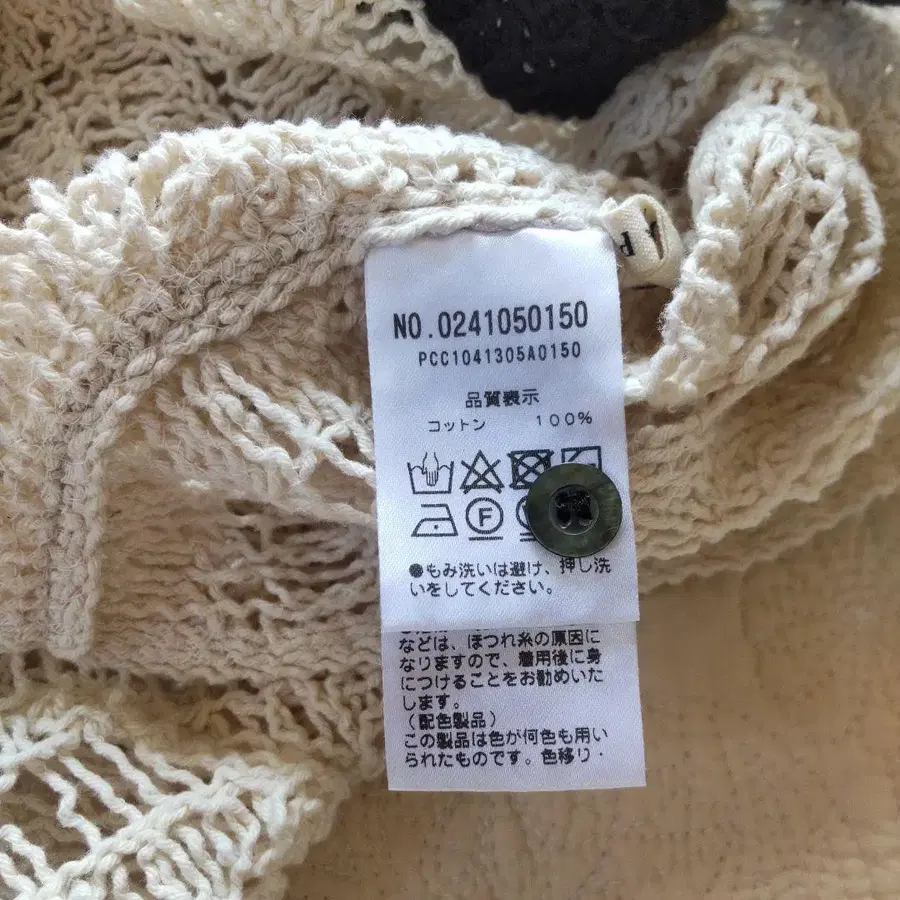 NO.0241050150
PCC1041305A0150
品質表示
コットン 100%
F
●もみ洗いは避け、押し洗
いをしてください。
などは、ほつれ糸の原因に
なりますので、着用後に身
につけることをお勧めいた
します。
(配色製品)
この製品は色が何色も用い
られたものです。色移り・